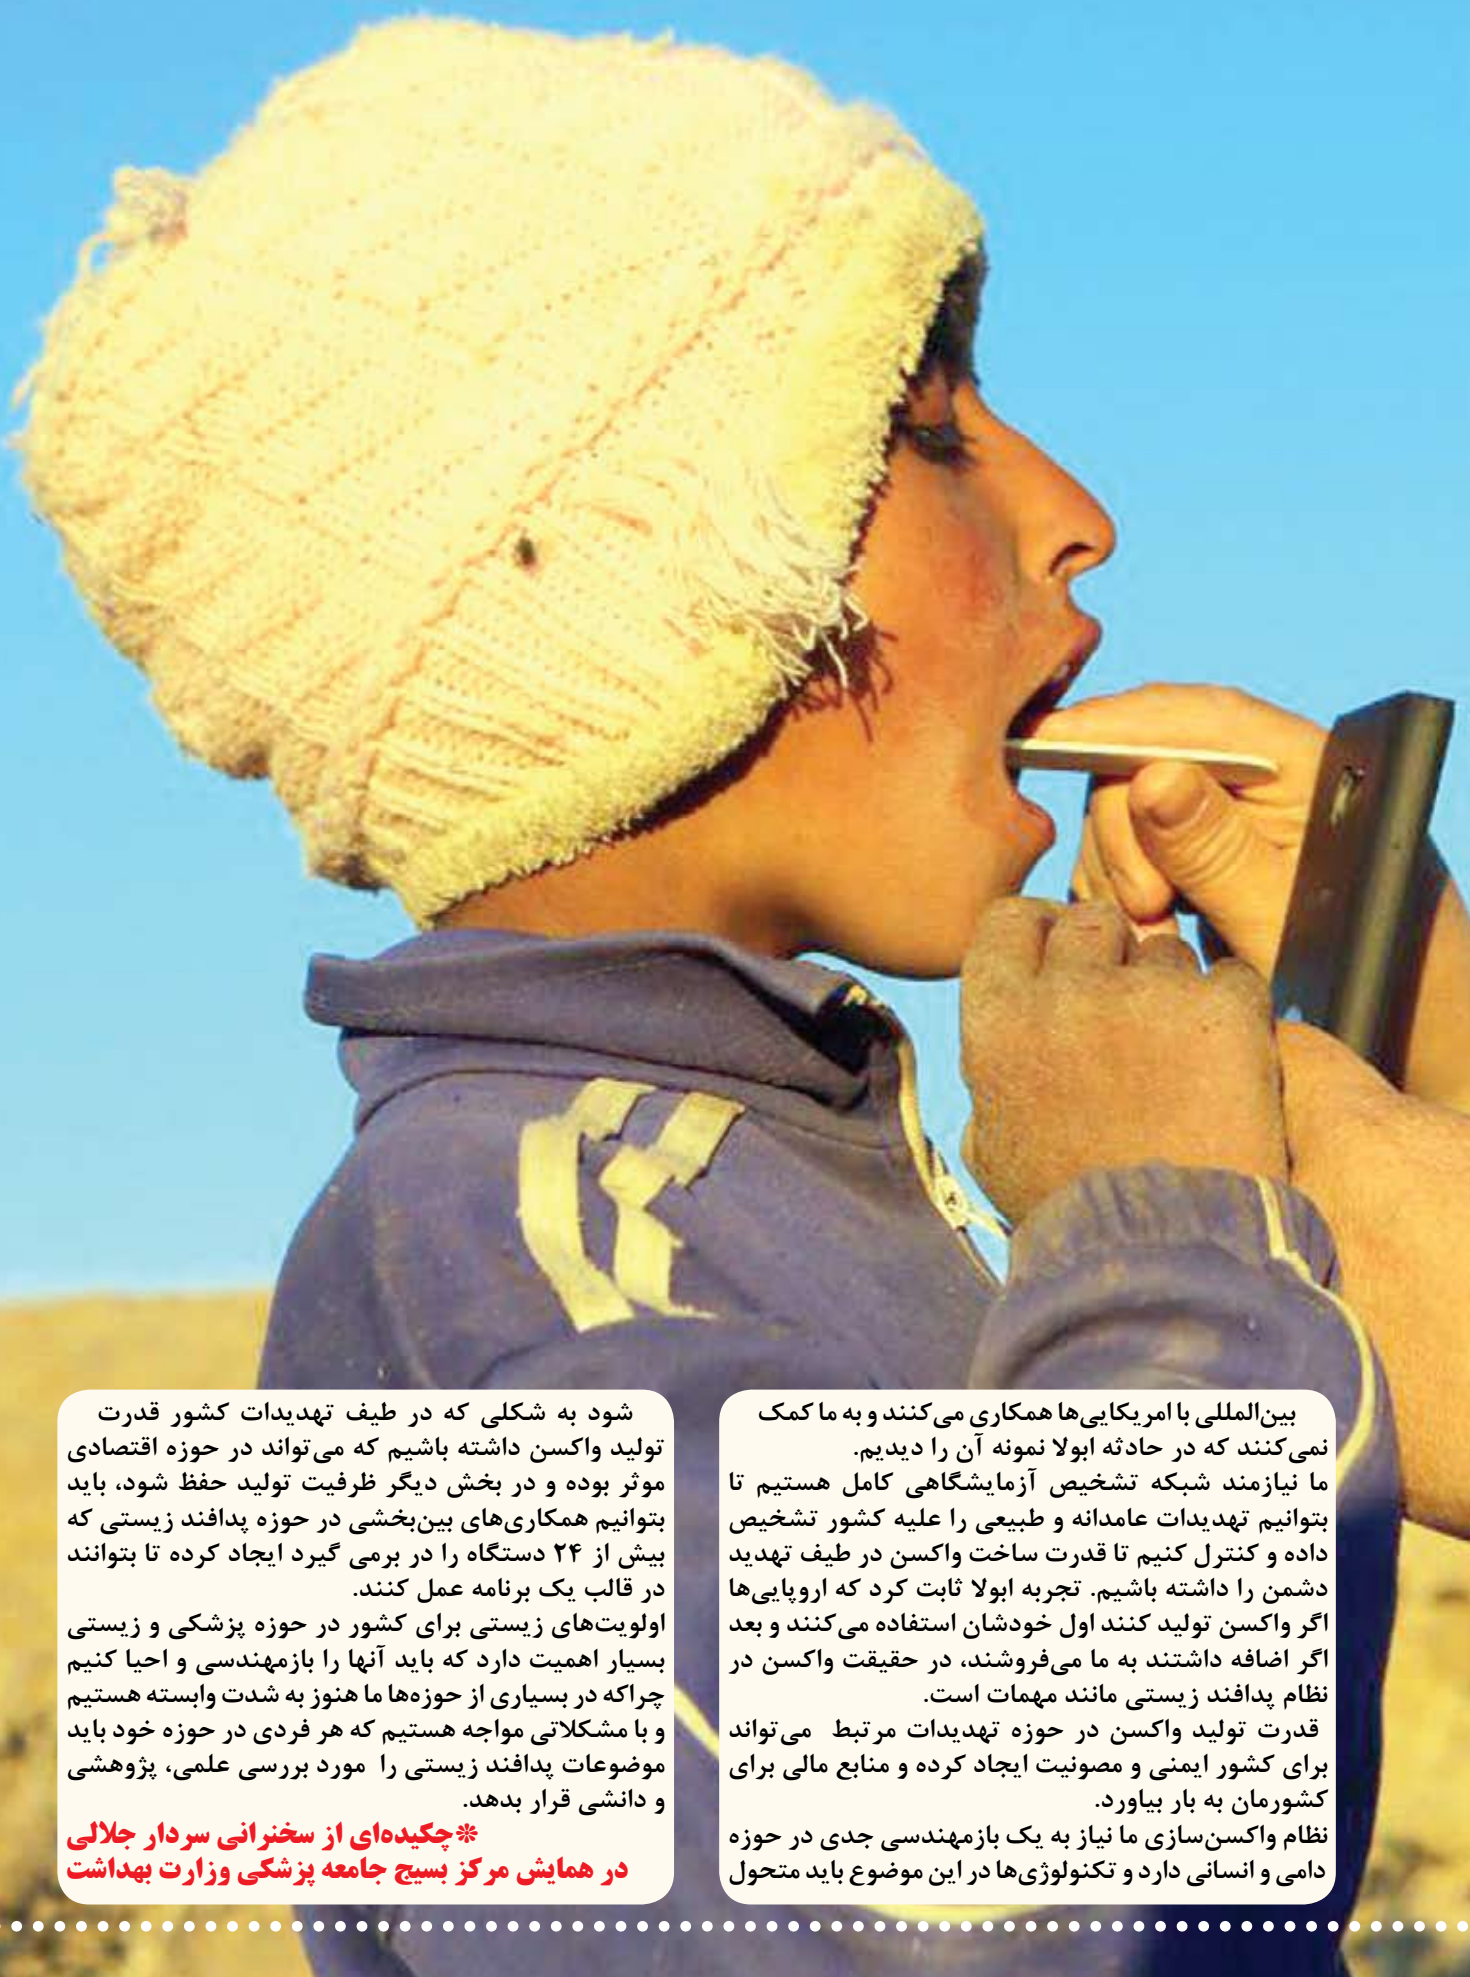 بین‌المللی با امریکایی‌ها همکاری می‌کنند و به ما کمک
نمی‌کنند که در حادثه ابولا نمونه آن را دیدیم.
ما نیازمند شبکه تشخیص آزمایشگاهی کامل هستیم تا
بتوانیم تهدیدات عامدانه و طبیعی را علیه کشور تشخیص
داده و کنترل کنیم تا قدرت ساخت واکسن در طیف تهدید
دشمن را داشته باشیم. تجربه ابولا ثابت کرد که اروپایی‌ها
اگر واکسن تولید کنند اول خودشان استفاده می‌کنند و بعد
اگر اضافه داشتند به ما می‌فروشند، در حقیقت واکسن در
نظام پدافند زیستی مانند مهمات است.
قدرت تولید واکسن در حوزه تهدیدات مرتبط می‌تواند
برای کشور ایمنی و مصونیت ایجاد کرده و منابع مالی برای
کشورمان به بار بیاورد.
نظام واکسن‌سازی ما نیاز به یک بازمهندسی جدی در حوزه
دامی و انسانی دارد و تکنولوژی‌ها در این موضوع باید متحول
شود به شکلی که در طیف تهدیدات کشور قدرت
تولید واکسن داشته باشیم که می‌تواند در حوزه اقتصادی
موثر بوده و در بخش دیگر ظرفیت تولید حفظ شود، باید
بتوانیم همکاری‌های بین‌بخشی در حوزه پدافند زیستی که
بیش از ۲۴ دستگاه را در برمی گیرد ایجاد کرده تا بتوانند
در قالب یک برنامه عمل کنند.
اولویت‌های زیستی برای کشور در حوزه پزشکی و زیستی
بسیار اهمیت دارد که باید آنها را بازمهندسی و احیا کنیم
چراکه در بسیاری از حوزه‌ها ما هنوز به شدت وابسته هستیم
و با مشکلاتی مواجه هستیم که هر فردی در حوزه خود باید
موضوعات پدافند زیستی را مورد بررسی علمی، پژوهشی
و دانشی قرار بدهد.
*چکیده‌ای از سخنرانی سردار جلالی
در همایش مرکز بسیج جامعه پزشکی وزارت بهداشت